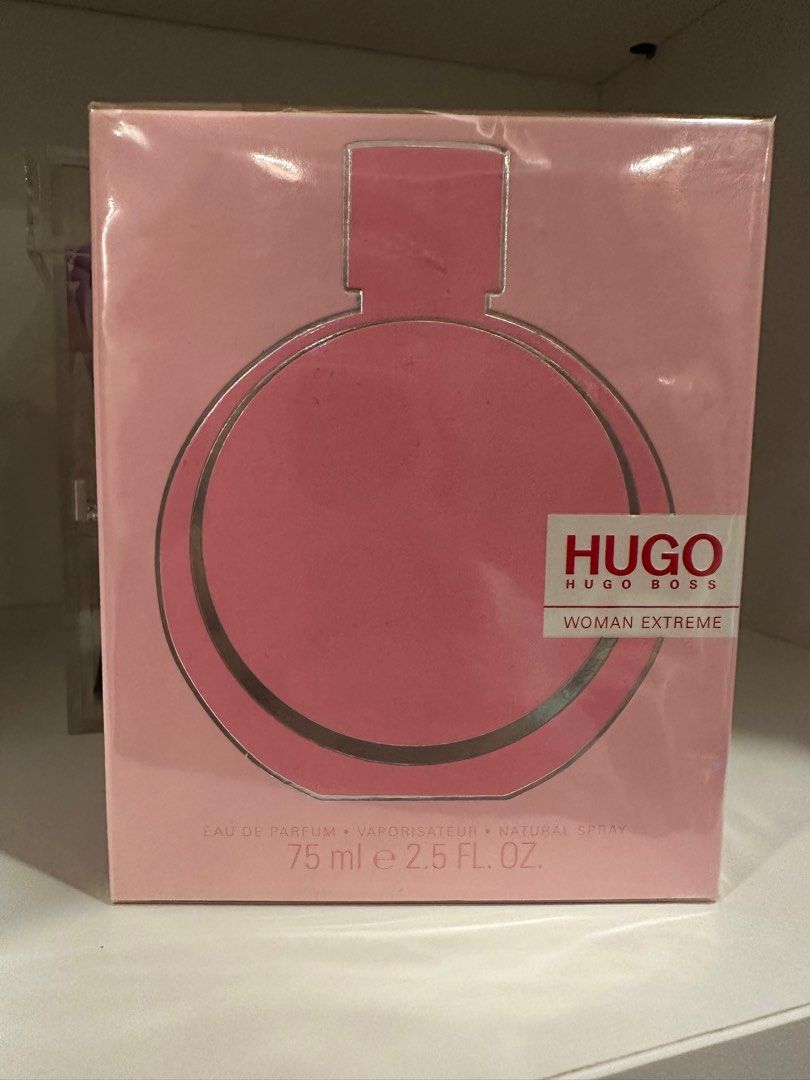 HUGO
HUGO BOSS
WOMAN EXTREME
EAU DE PARFUM • VAPORISATEUR • NATURAL SPRAY
75 ml e 2.5 FL. OZ.